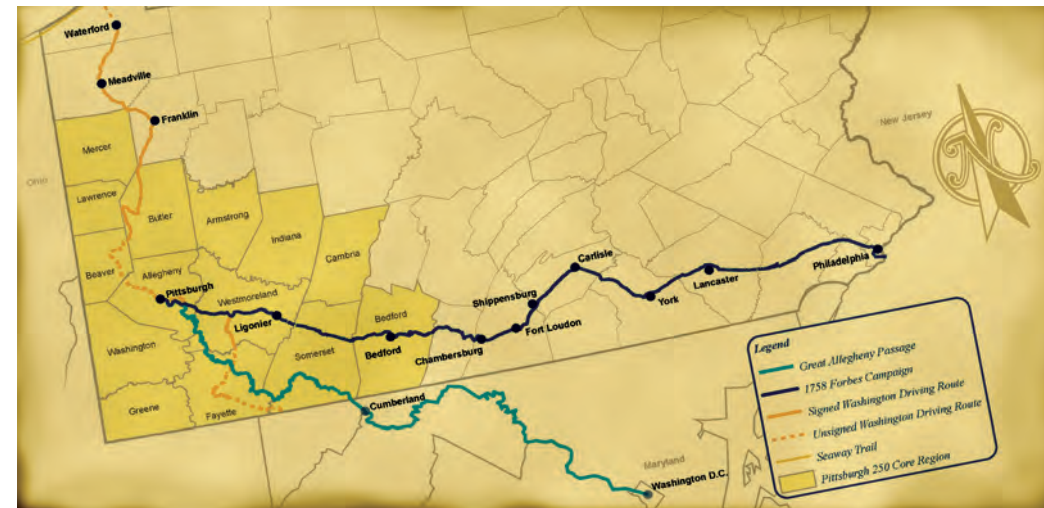 Waterford
Meadville
Franklin
New Jersey
Mercer
Ohio
Lawrence
Butler
Armstrong
Indiana
Cambria
Beaver
Allegheny
Pittsburgh
Westmoreland
Ligonier
Bedford
Bedford
Washington
Somerset
Greene
Fayette
Carlisle
Shippensburg
Fort Loudon
Chambersburg
York
Lancaster
Philadelphia
Cumberland
Maryland
Washington D.C.
N
Legend
Great Allegheny Passage
1758 Forbes Campaign
Signed Washington Driving Route
Unsigned Washington Driving Route
Seaway Trail
Pittsburgh 250 Core Region